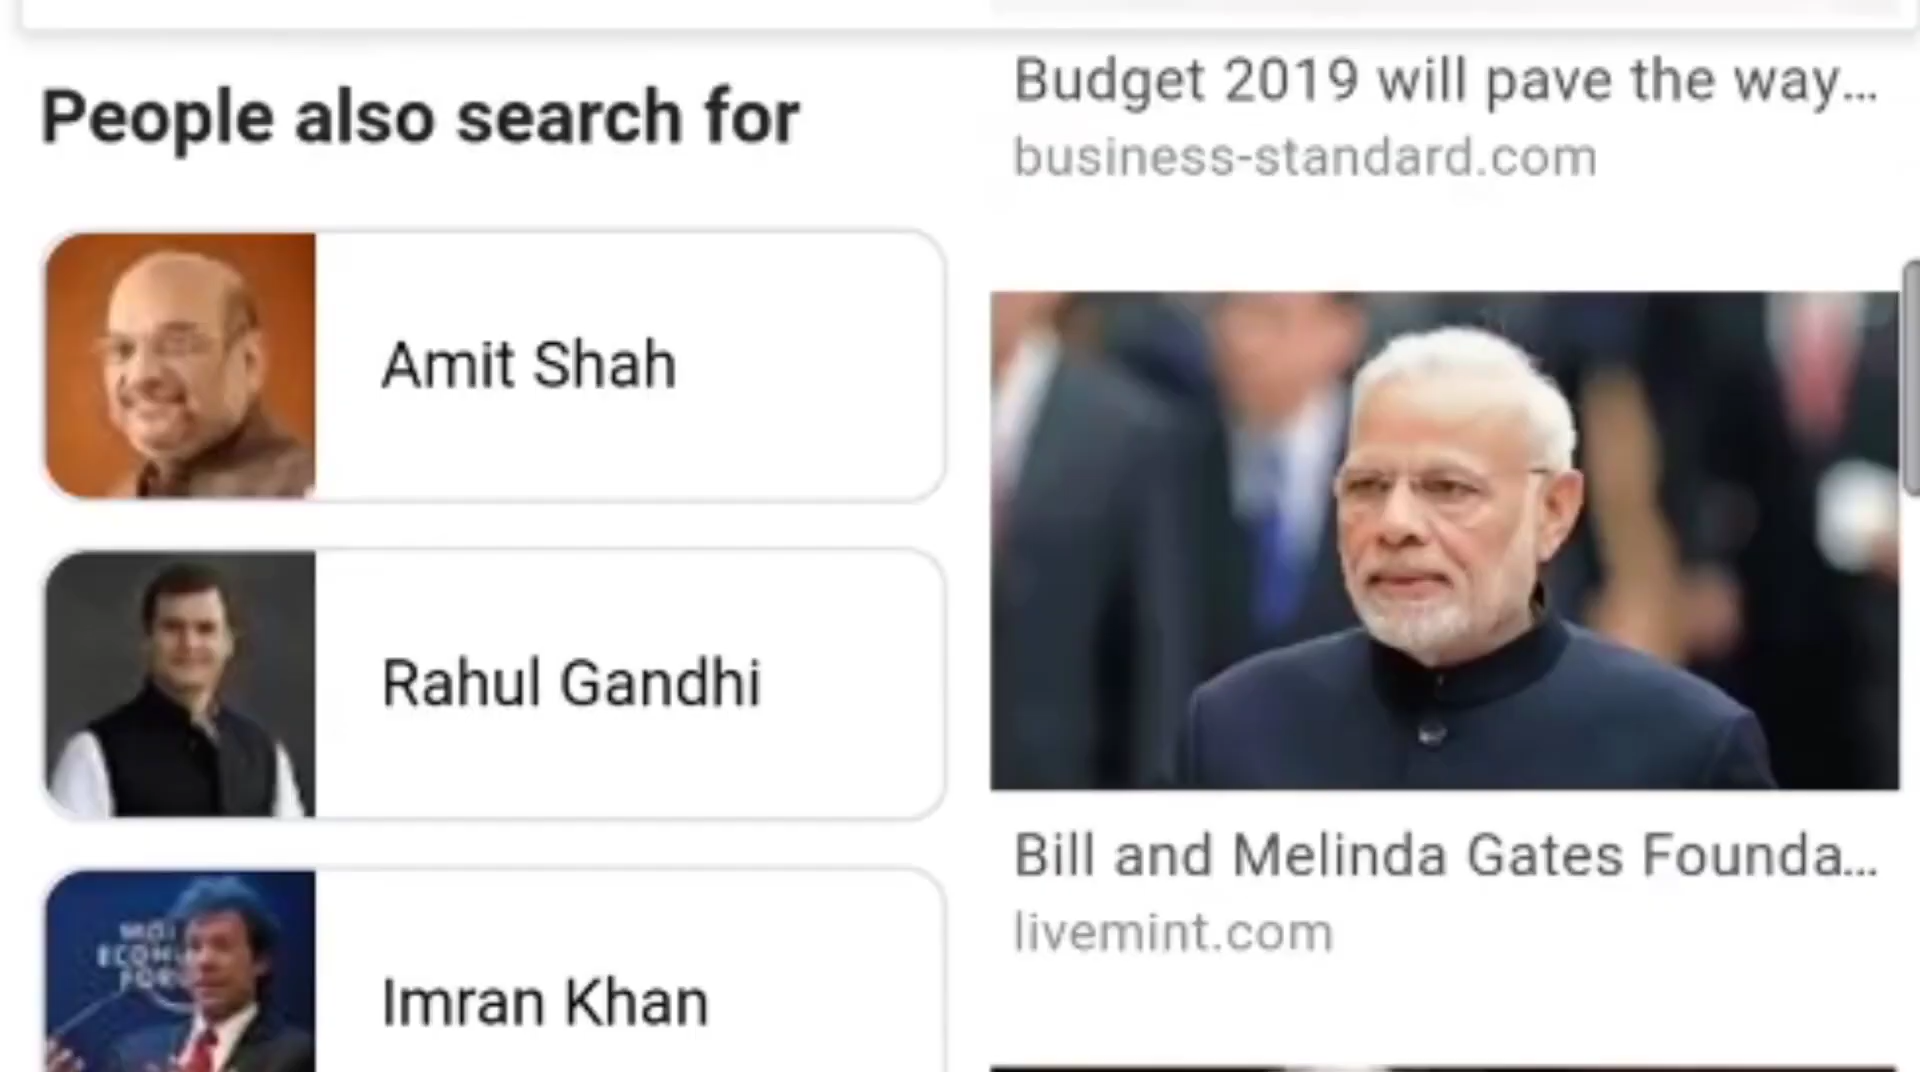 People also search for
Amit Shah
Rahul Gandhi
Imran Khan
Budget 2019 will pave the way...
business-standard.com
Bill and Melinda Gates Founda...
livemint.com